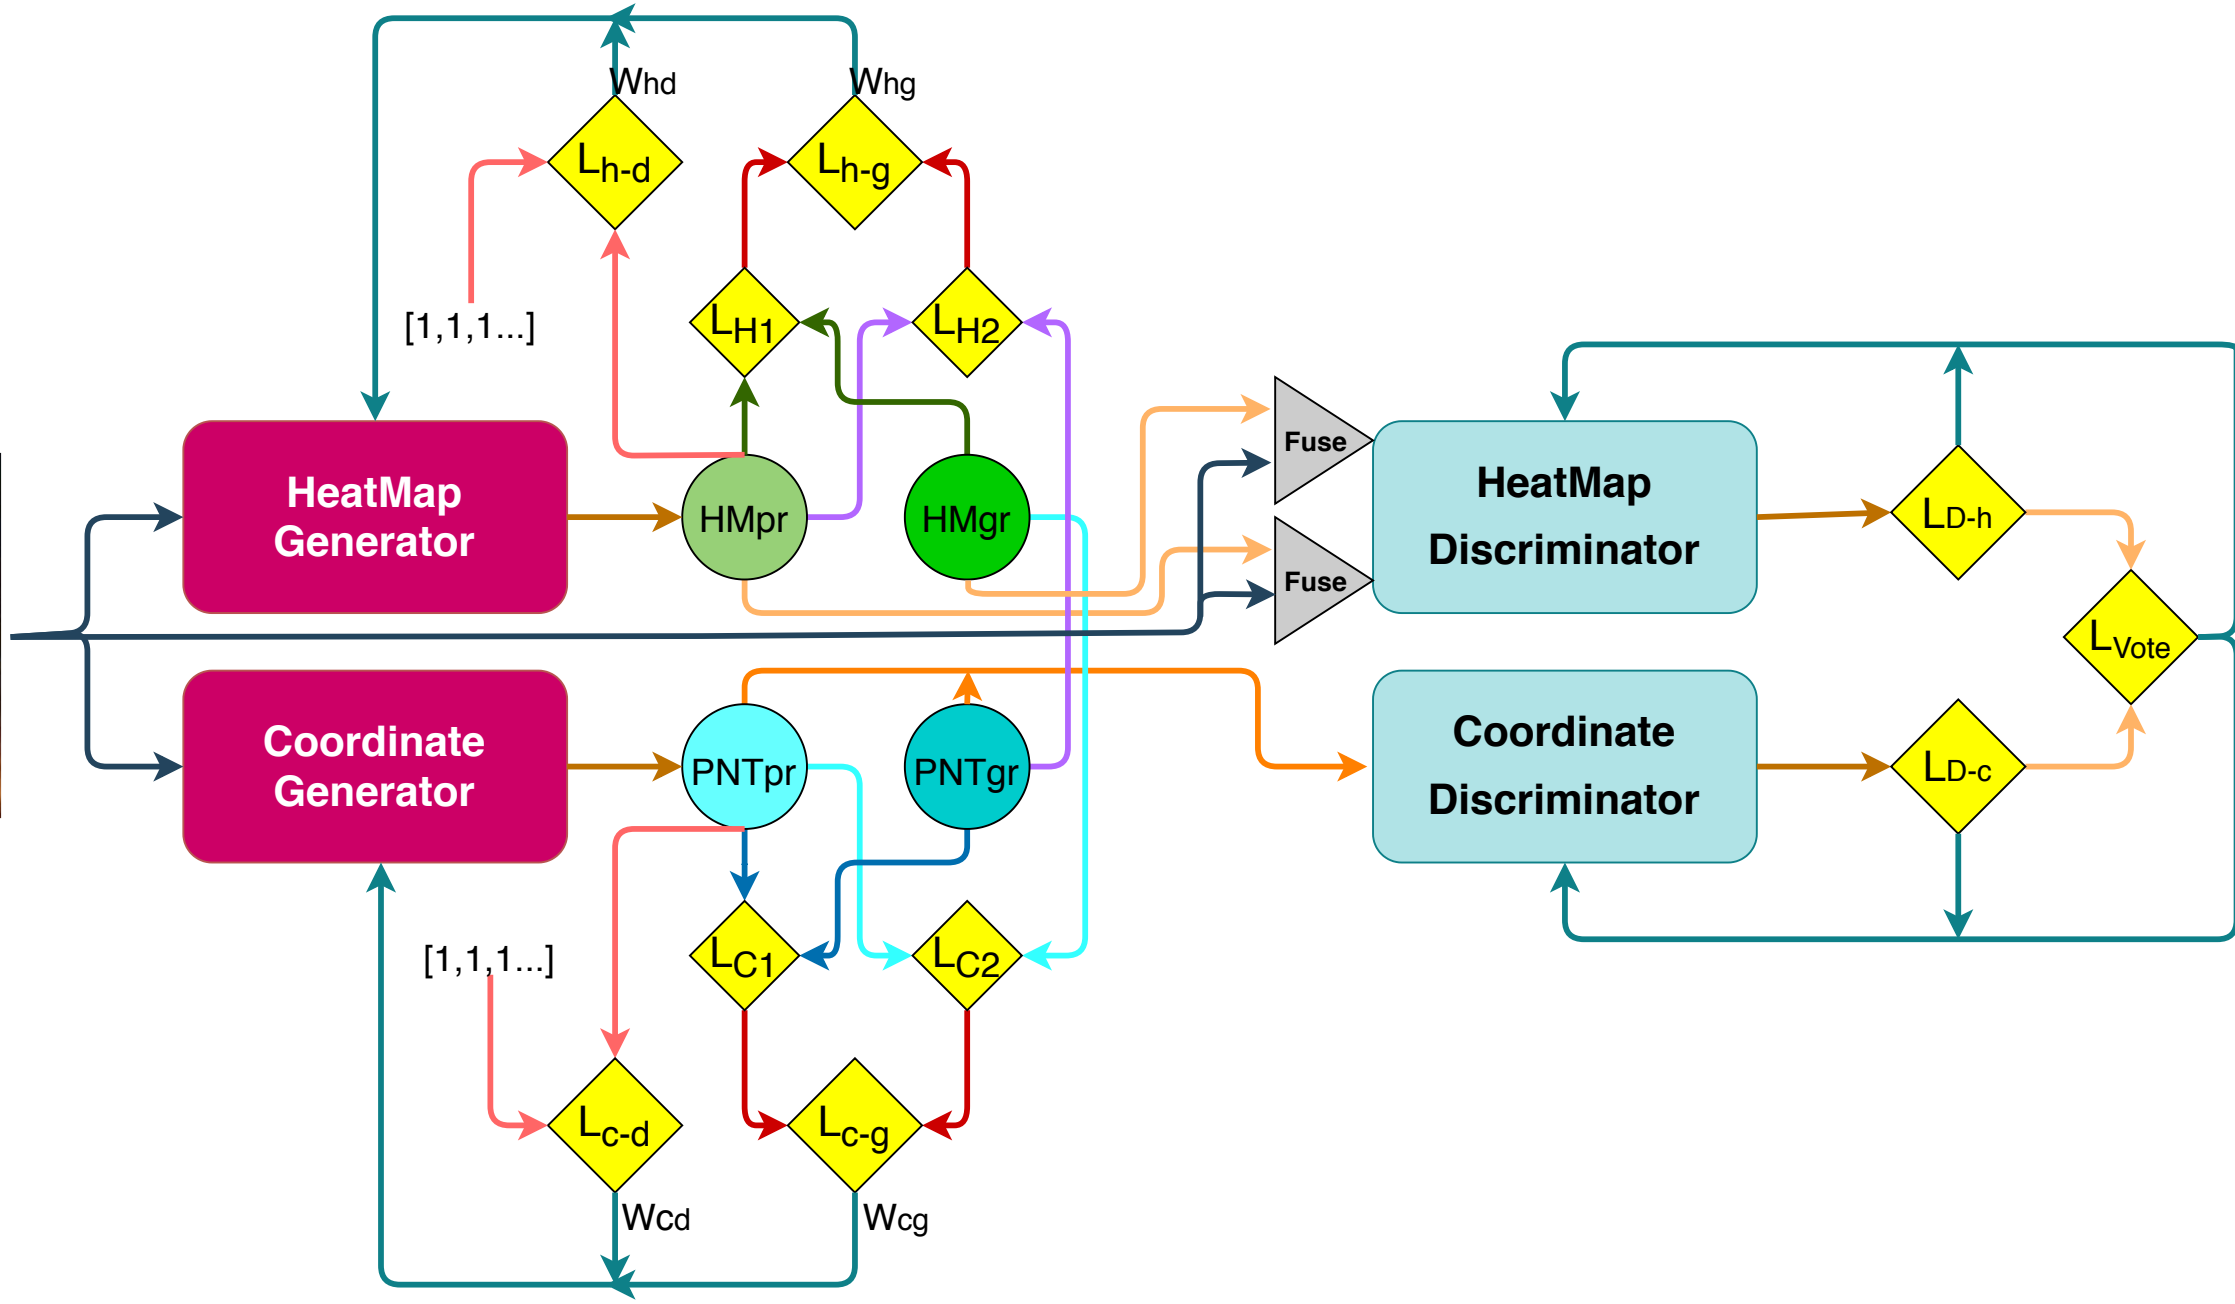 Whd
Whg
Lh-d
Lh-g
[1,1,1...]
LH1
LH2
HeatMap
Generator
HMpr
HMgr
Fuse
Fuse
HeatMap
Discriminator
LD-h
LVote
Coordinate
Generator
PNTpr
PNTgr
Coordinate
Discriminator
LD-c
[1,1,1...]
LC1
LC2
Lc-d
Lc-g
Wcd
Wcg